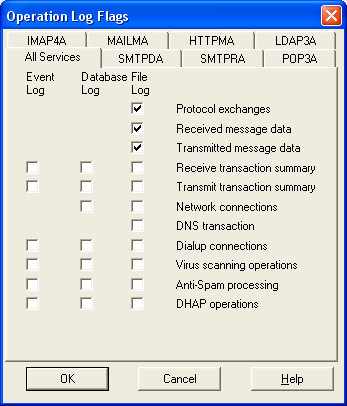 Operation Log Flags
IMAP4A MAILMA HTTPMA LDAP3A
All Services SMTPDA SMTPRA POP3A
Event Database File
Log Log Log
Protocol exchanges
Received message data
Transmitted message data
Receive transaction summary
Transmit transaction summary
Network connections
DNS transaction
Dialup connections
Virus scanning operations
Anti-Spam processing
DHAP operations
OK Cancel Help